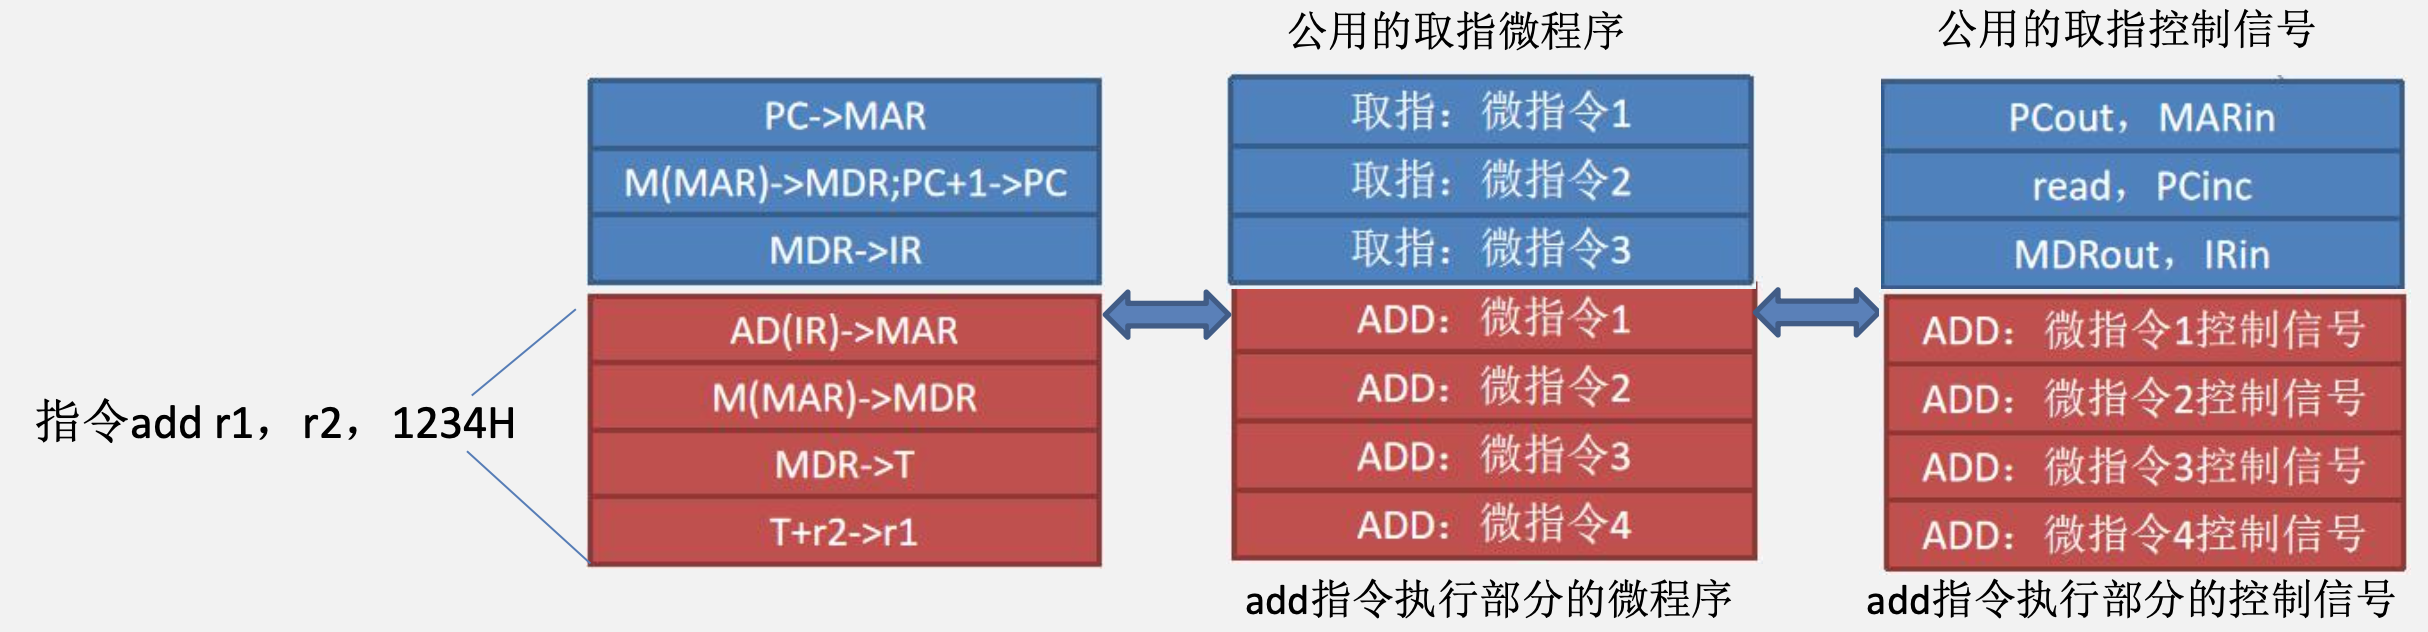 公用的取指微程序
公用的取指控制信号
PC->MAR
M(MAR)->MDR;PC+1->PC
MDR->IR
取指：微指令1
取指：微指令2
取指：微指令3
PCout，MARin
read，PCinc
MDRout，IRin
指令add r1，r2，1234H
AD(IR)->MAR
M(MAR)->MDR
MDR->T
T+r2->r1
ADD：微指令1
ADD：微指令2
ADD：微指令3
ADD：微指令4
ADD：微指令1控制信号
ADD：微指令2控制信号
ADD：微指令3控制信号
ADD：微指令4控制信号
add指令执行部分的微程序
add指令执行部分的控制信号